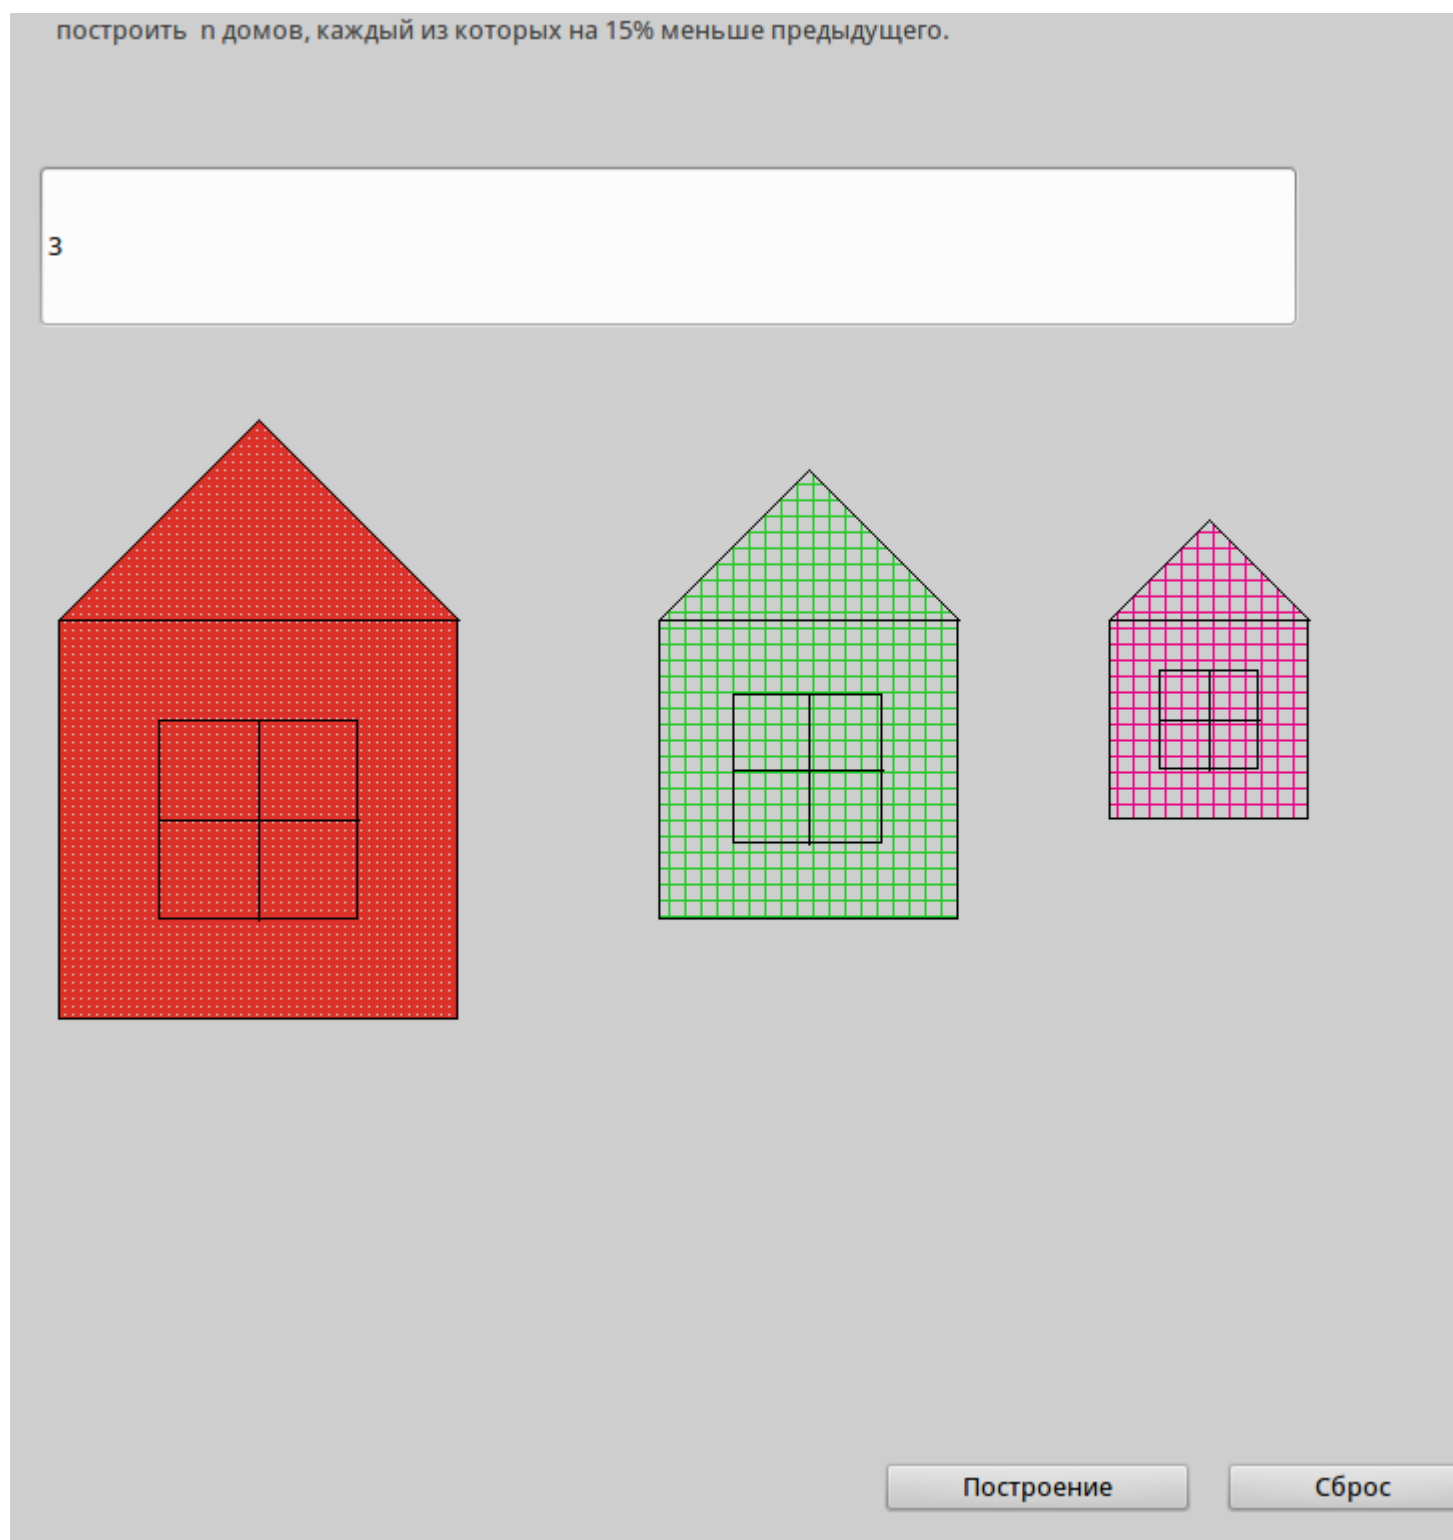 построить n домов, каждый из которых на 15% меньше предыдущего.
3
Построение
Сброс